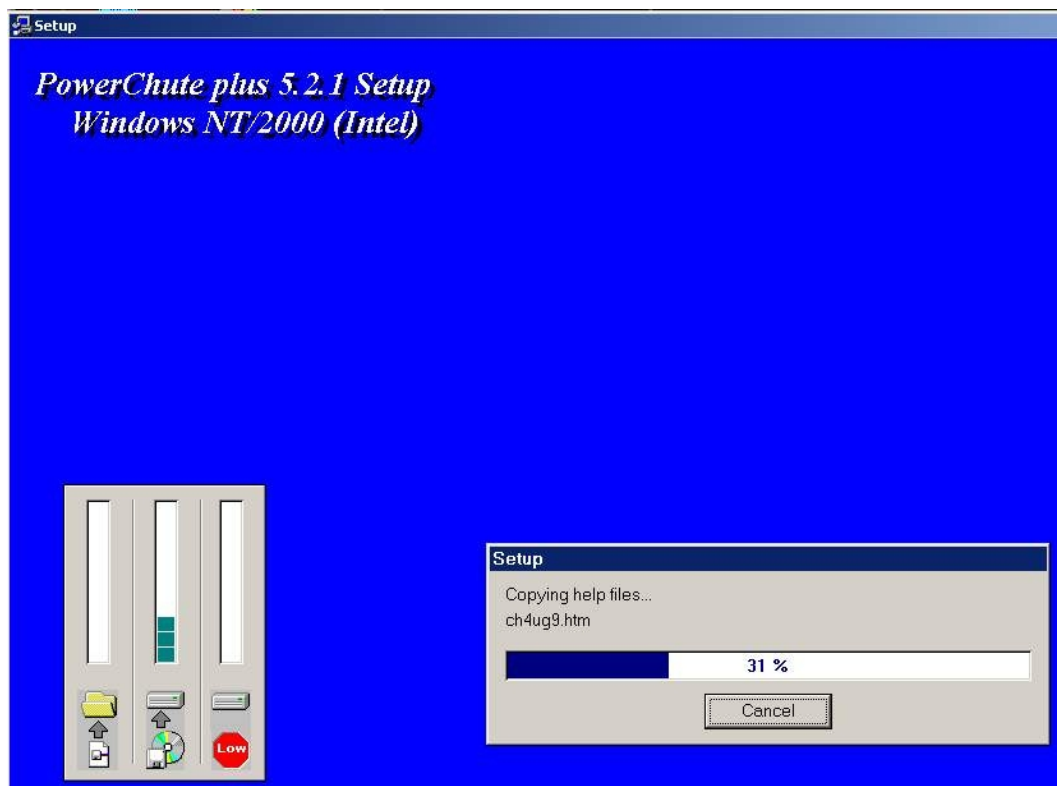 Setup
PowerChute plus 5.2.1 Setup
Windows NT/2000 (Intel)
Low
Setup
Copying help files...
ch4ug9.htm
31 %
Cancel